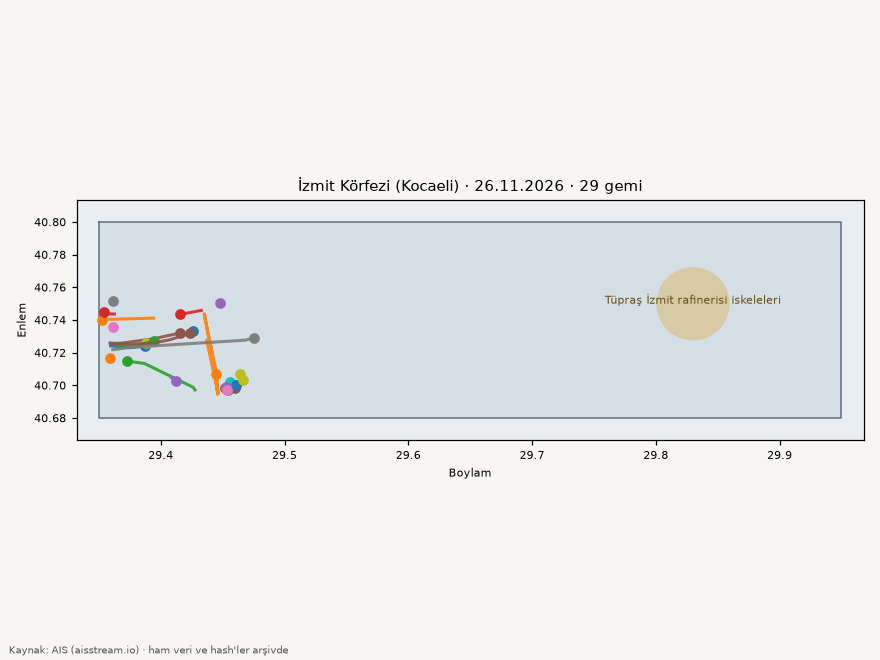 İzmit Körfezi (Kocaeli) · 26.11.2026 · 29 gemi
40.80
40.78
40.76
40.74
40.72
40.70
40.68
Enlem
Tüpraş İzmit rafinerisi iskeleleri
29.4 29.5 29.6 29.7 29.8 29.9
Boylam
Kaynak: AIS (aisstream.io) · ham veri ve hash'ler arşivde